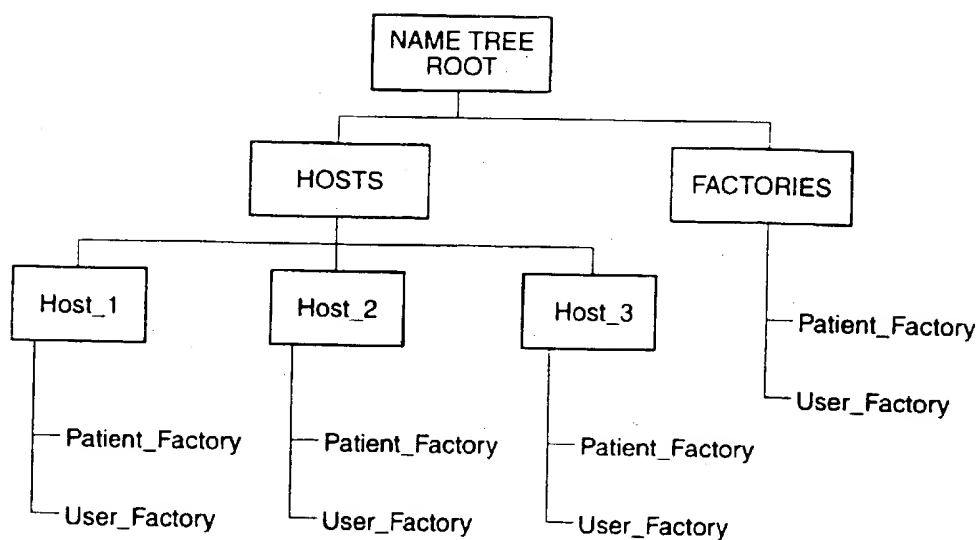 NAME TREE
ROOT
HOSTS
FACTORIES
Host_1
Host_2
Host_3
Patient_Factory
User_Factory
Patient_Factory
User_Factory
Patient_Factory
User_Factory
Patient_Factory
User_Factory